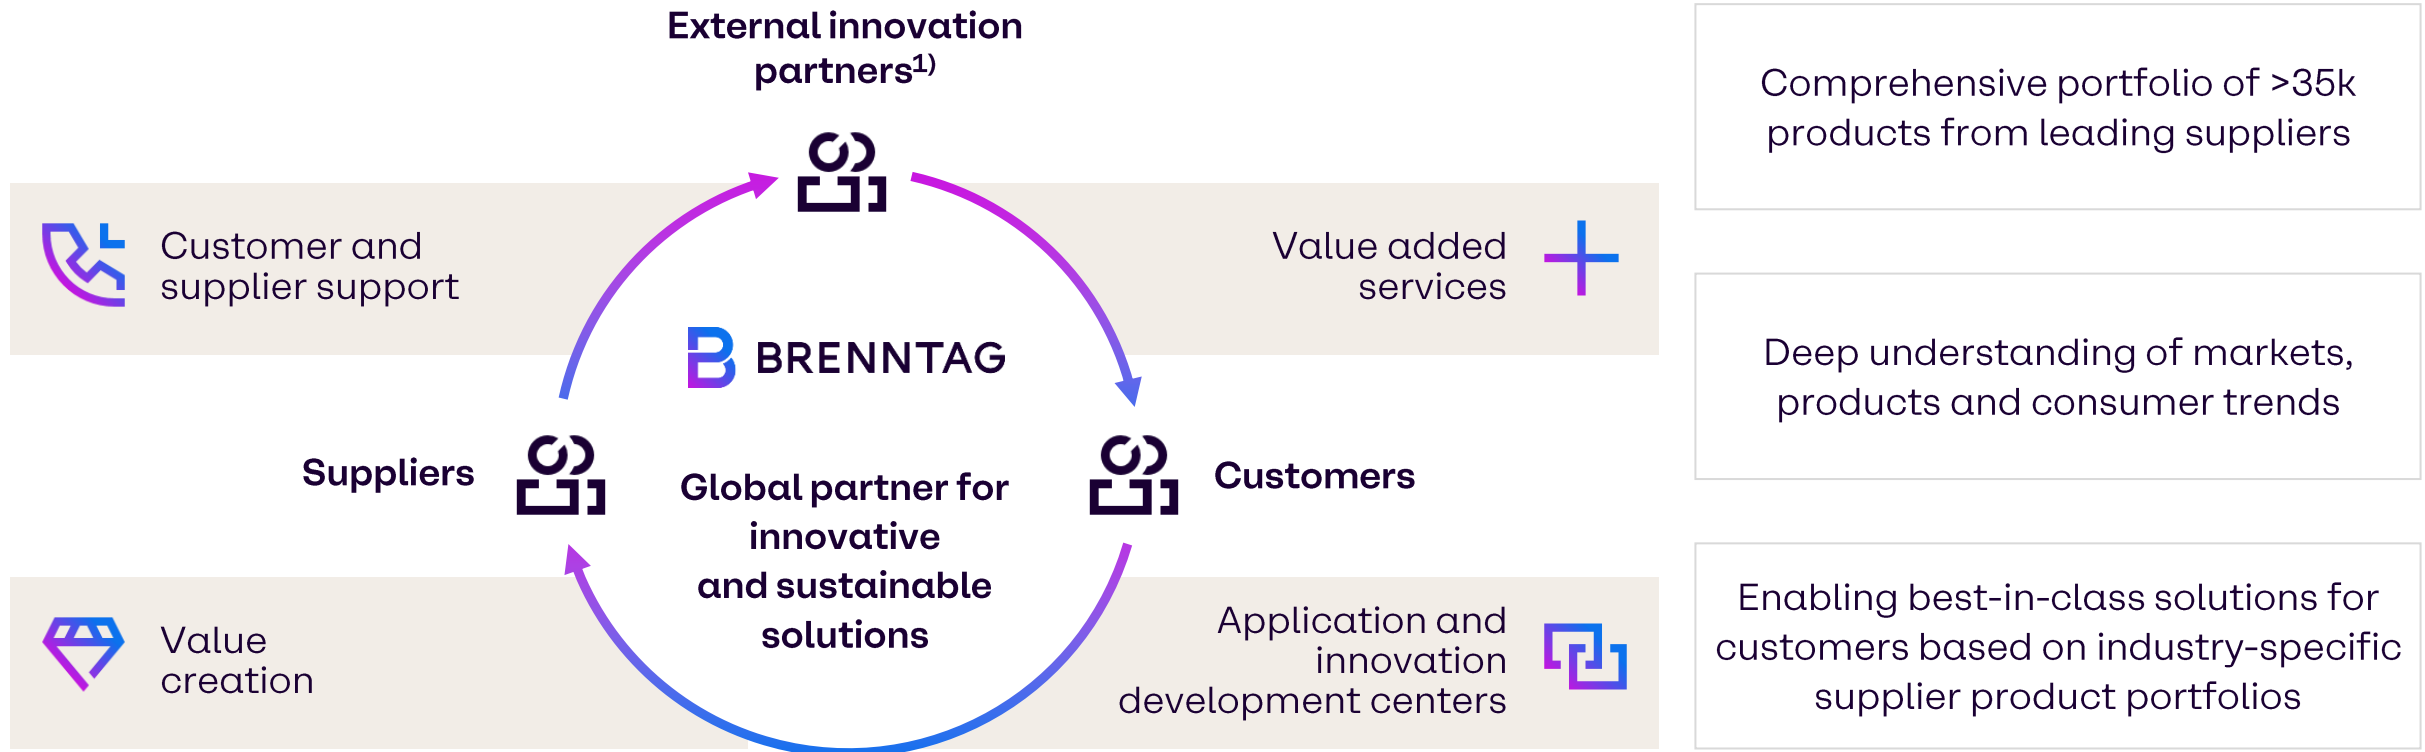 External innovation
partners1)
Customer and
supplier support
Value added
services
BRENNTAG
Suppliers
Customers
Global partner for
innovative
and sustainable
solutions
Value
creation
Application and
innovation
development centers
Comprehensive portfolio of >35k
products from leading suppliers
Deep understanding of markets,
products and consumer trends
Enabling best-in-class solutions for
customers based on industry-specific
supplier product portfolios